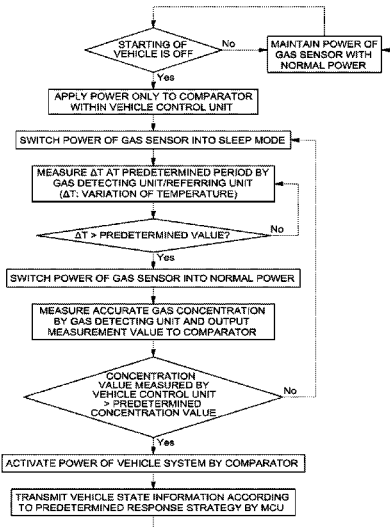 STARTING OF
VEHICLE IS OFF
No
MAINTAIN POWER OF
GAS SENSOR WITH
NORMAL POWER
Yes
APPLY POWER ONLY TO COMPARATOR
WITHIN VEHICLE CONTROL UNIT
SWITCH POWER OF GAS SENSOR INTO SLEEP MODE
MEASURE ΔT AT PREDETERMINED PERIOD BY
GAS DETECTING UNIT/REFERRING UNIT
(ΔT: VARIATION OF TEMPERATURE)
ΔT > PREDETERMINED VALUE?
No
Yes
SWITCH POWER OF GAS SENSOR INTO NORMAL POWER
MEASURE ACCURATE GAS CONCENTRATION
BY GAS DETECTING UNIT AND OUTPUT
MEASUREMENT VALUE TO COMPARATOR
CONCENTRATION
VALUE MEASURED BY
VEHICLE CONTROL UNIT
> PREDETERMINED
CONCENTRATION VALUE
No
Yes
ACTIVATE POWER OF VEHICLE SYSTEM BY COMPARATOR
TRANSMIT VEHICLE STATE INFORMATION ACCORDING
TO PREDETERMINED RESPONSE STRATEGY BY MCU